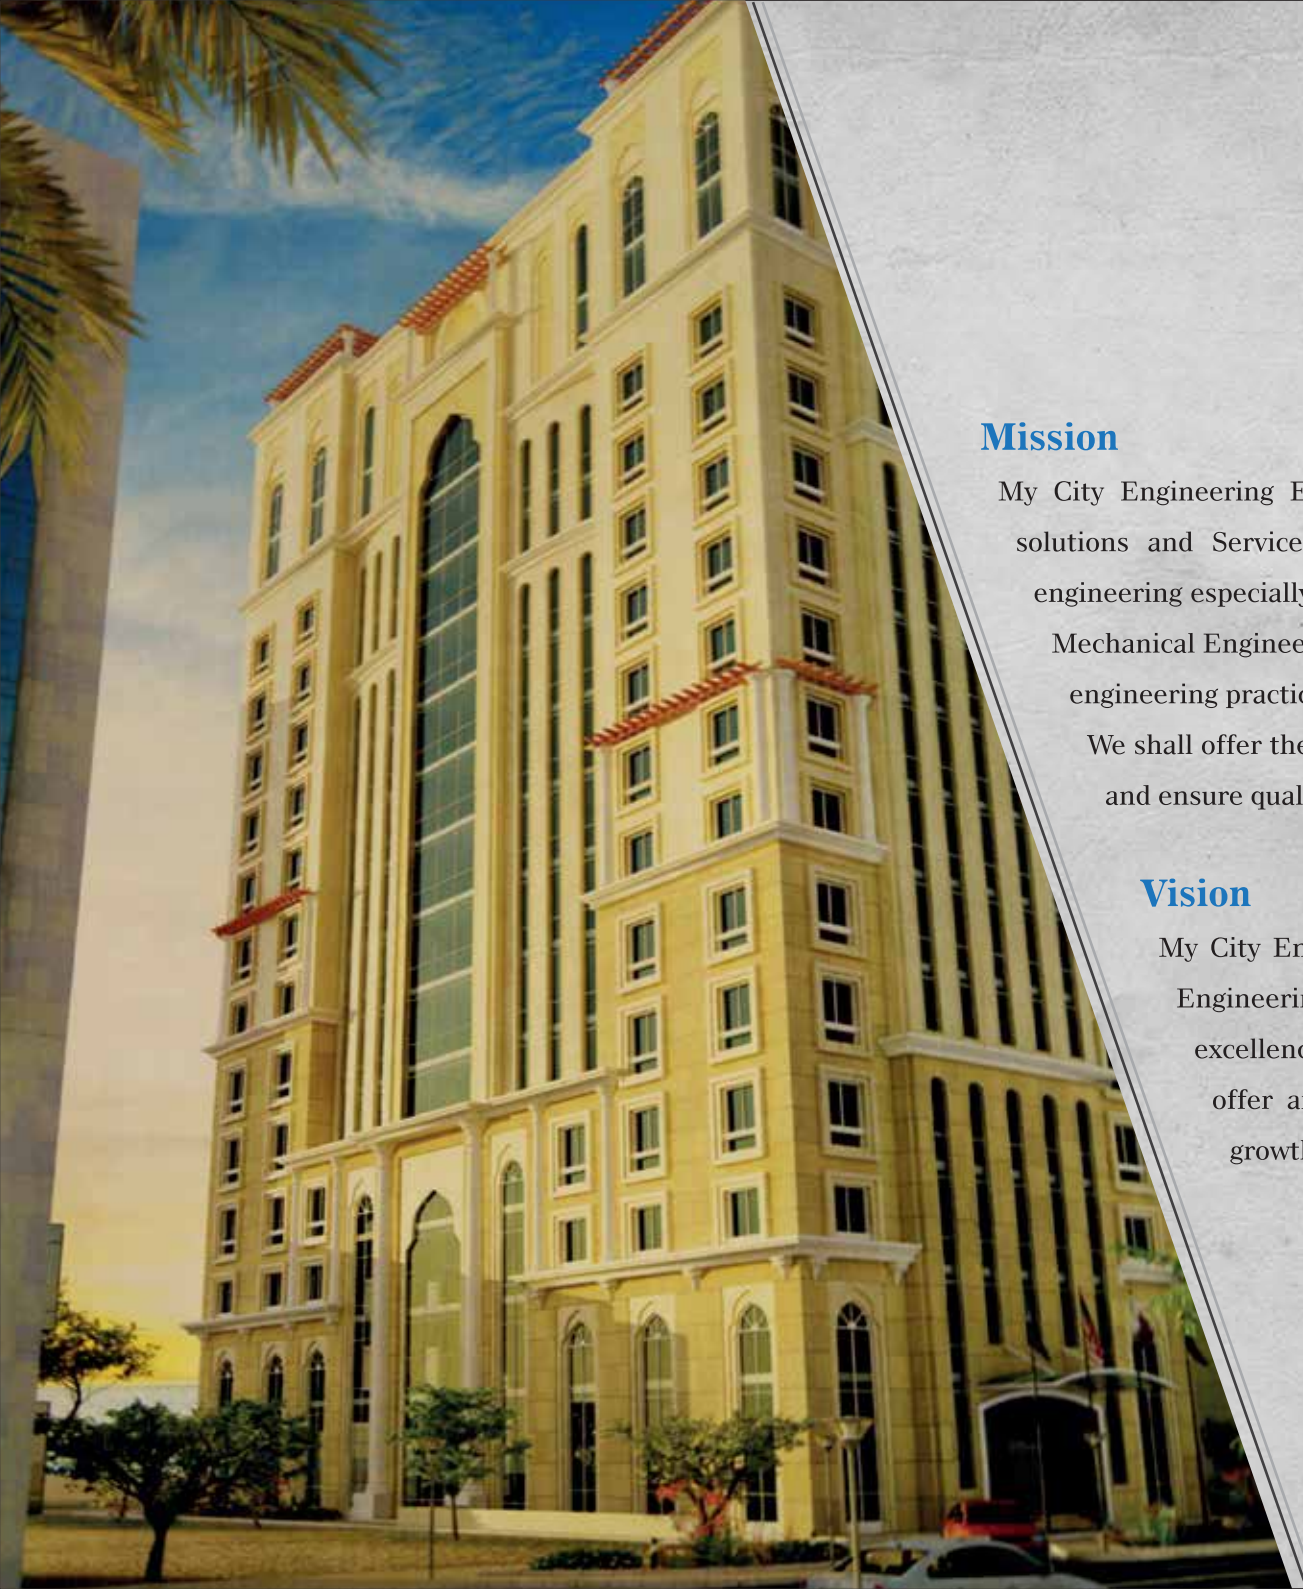 Mission
My City Engineering E
solutions and Service
engineering especially
Mechanical Enginee
engineering practic
We shall offer the
and ensure qual
Vision
My City En
Engineerin
excellenc
offer a
growth